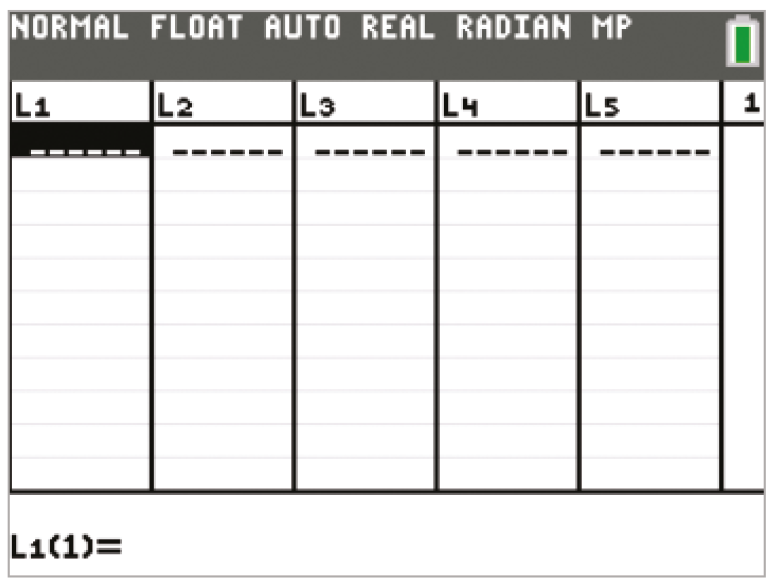 NORMAL FLOAT AUTO REAL RADIAN MP
L1 L2 L3 L4 L5 1
------ ------ ------ ------ ------
L1(1)=